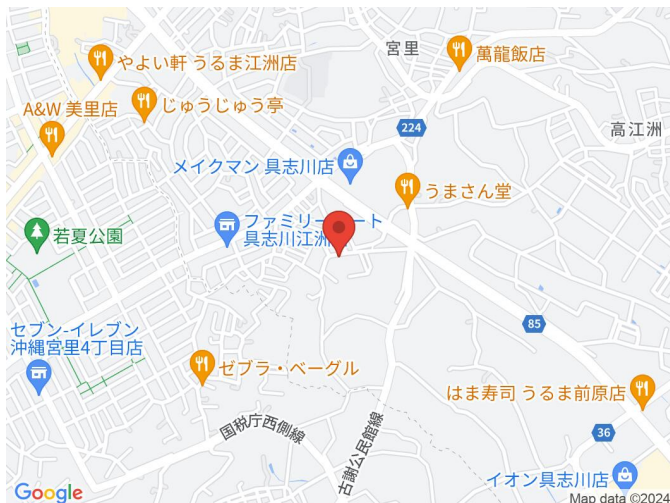 宮里
萬龍飯店
やよい軒 うるま江洲店
A&W 美里店
じゅうじゅう亭
高江洲
224
メイクマン 具志川店
うまさん堂
ファミリー
ート
若夏公園
具志川江洲
85
セブン-イレブン
沖縄宮里4丁目店
ゼブラ・ベーグル
はま寿司 うるま前原店
国税庁西側線
古謝公民館線
36
イオン具志川店
Google
Map data ©2024